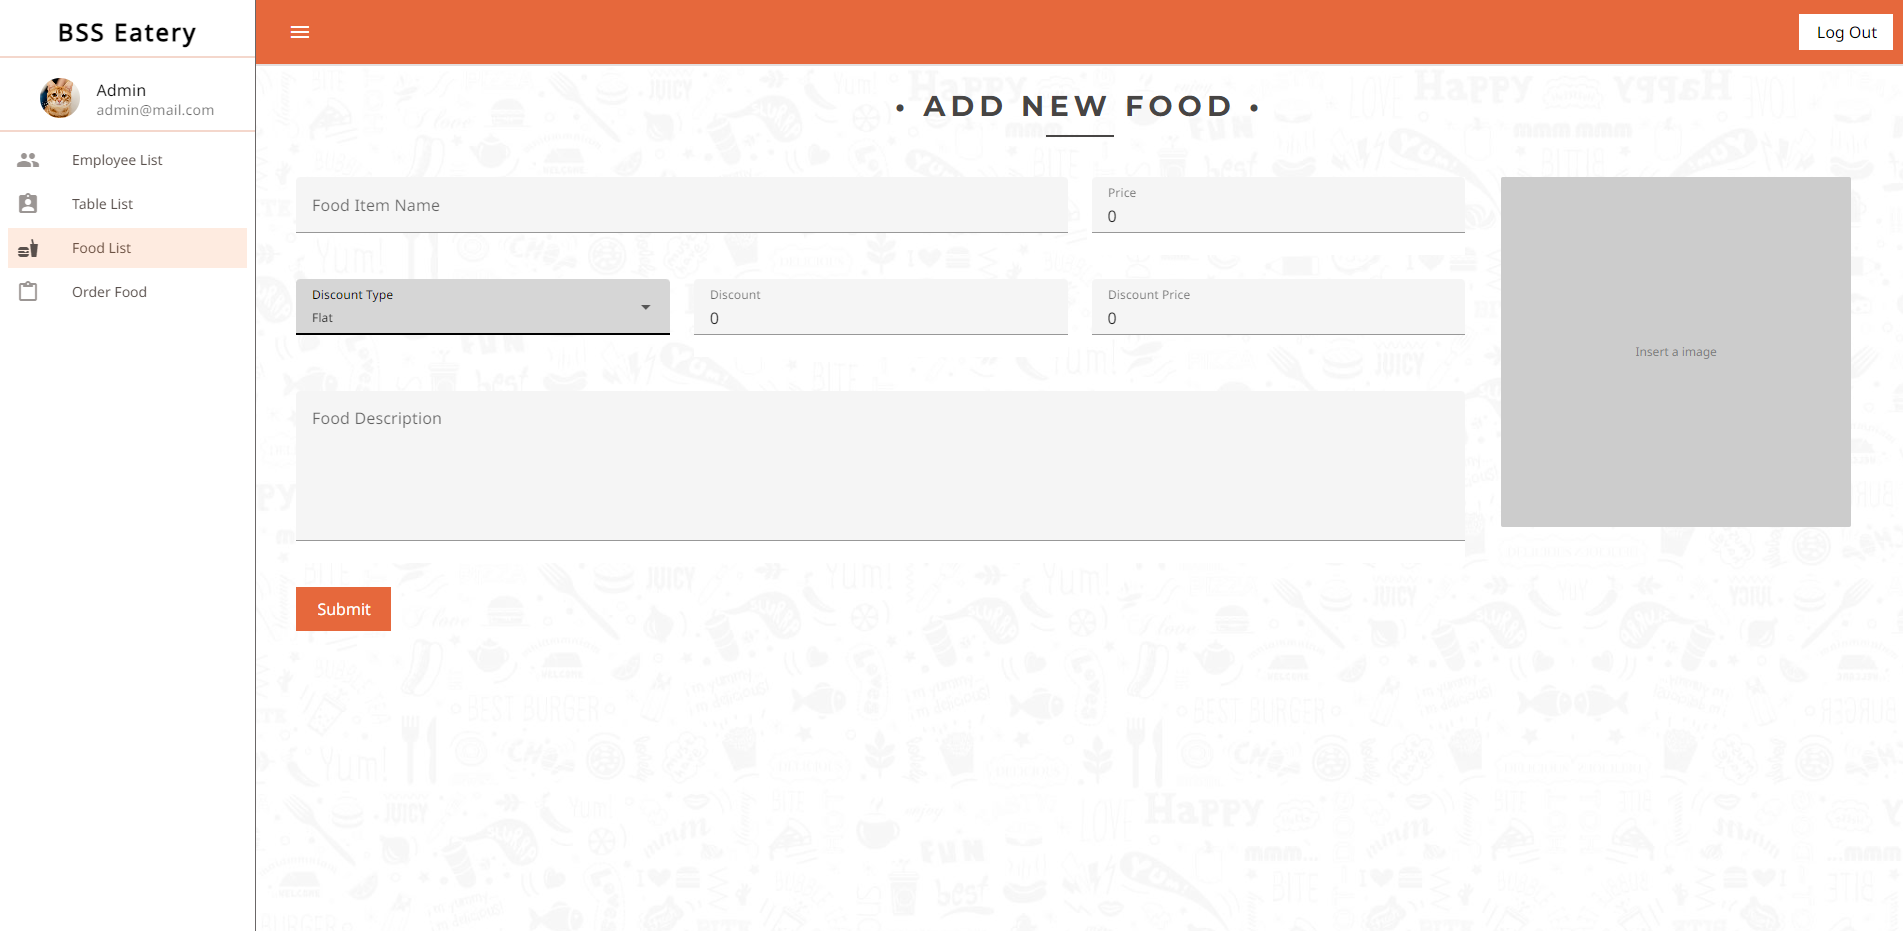 BSS Eatery
Log Out
Admin
admin@mail.com
Employee List
Table List
Food List
Order Food
• ADD NEW FOOD •
Food Item Name
Price
0
Discount Type
Flat
Discount
0
Discount Price
0
Insert a image
Food Description
Submit